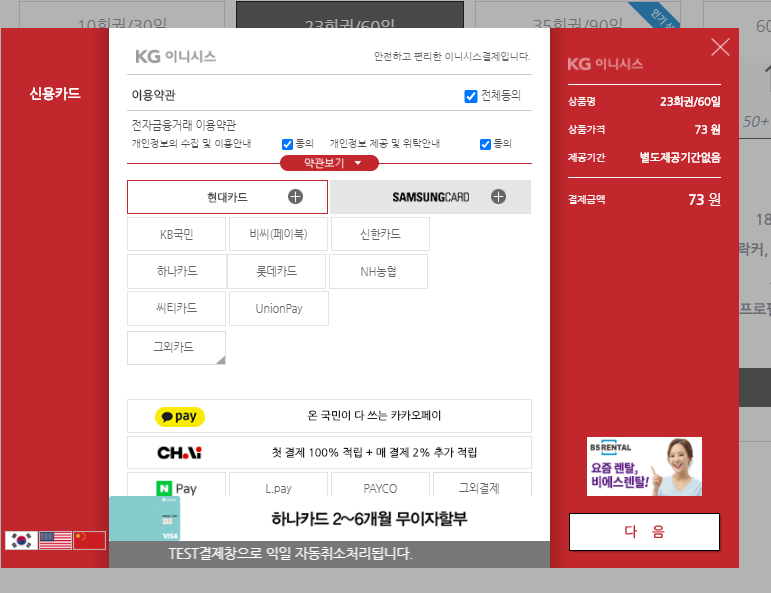 10회권/30일
23회권/60일
35회권/90일
60
신용카드
KG 이니시스
안전하고 편리한 이니시스결제입니다.
이용약관
전체동의
전자금융거래 이용약관
개인정보의 수집 및 이용안내 동의 개인정보 제공 및 위탁안내 동의
약관보기
현대카드 SAMSUNG CARD
KB국민 비씨(페이북) 신한카드
하나카드 롯데카드 NH농협
씨티카드 UnionPay
그외카드
pay 온 국민이 다 쓰는 카카오페이
CHAI 첫 결제 100% 적립 + 매 결제 2% 추가 적립
N Pay L.pay PAYCO 그외결제
VISA
하나카드 2~6개월 무이자할부
TEST결제창으로 익일 자동취소처리됩니다.
KG 이니시스
상품명 23회권/60일
상품가격 73 원
제공기간 별도제공기간없음
결제금액 73 원
BS RENTAL
요즘 렌탈,
비에스렌탈!
다 음
50+
18
락커,
프로필